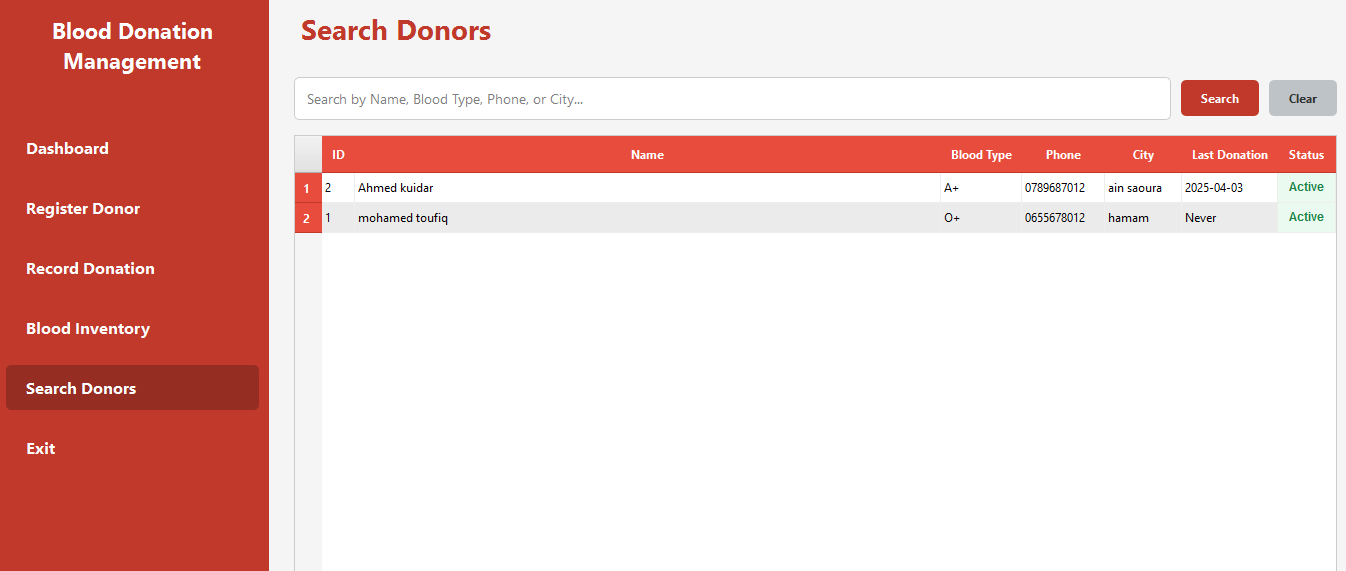 Blood Donation
Management
Dashboard
Register Donor
Record Donation
Blood Inventory
Search Donors
Exit
Search Donors
Search by Name, Blood Type, Phone, or City...
Search
Clear
ID Name Blood Type Phone City Last Donation Status
1 2 Ahmed kuidar A+ 0789687012 ain saoura 2025-04-03 Active
2 1 mohamed toufiq O+ 0655678012 hamam Never Active